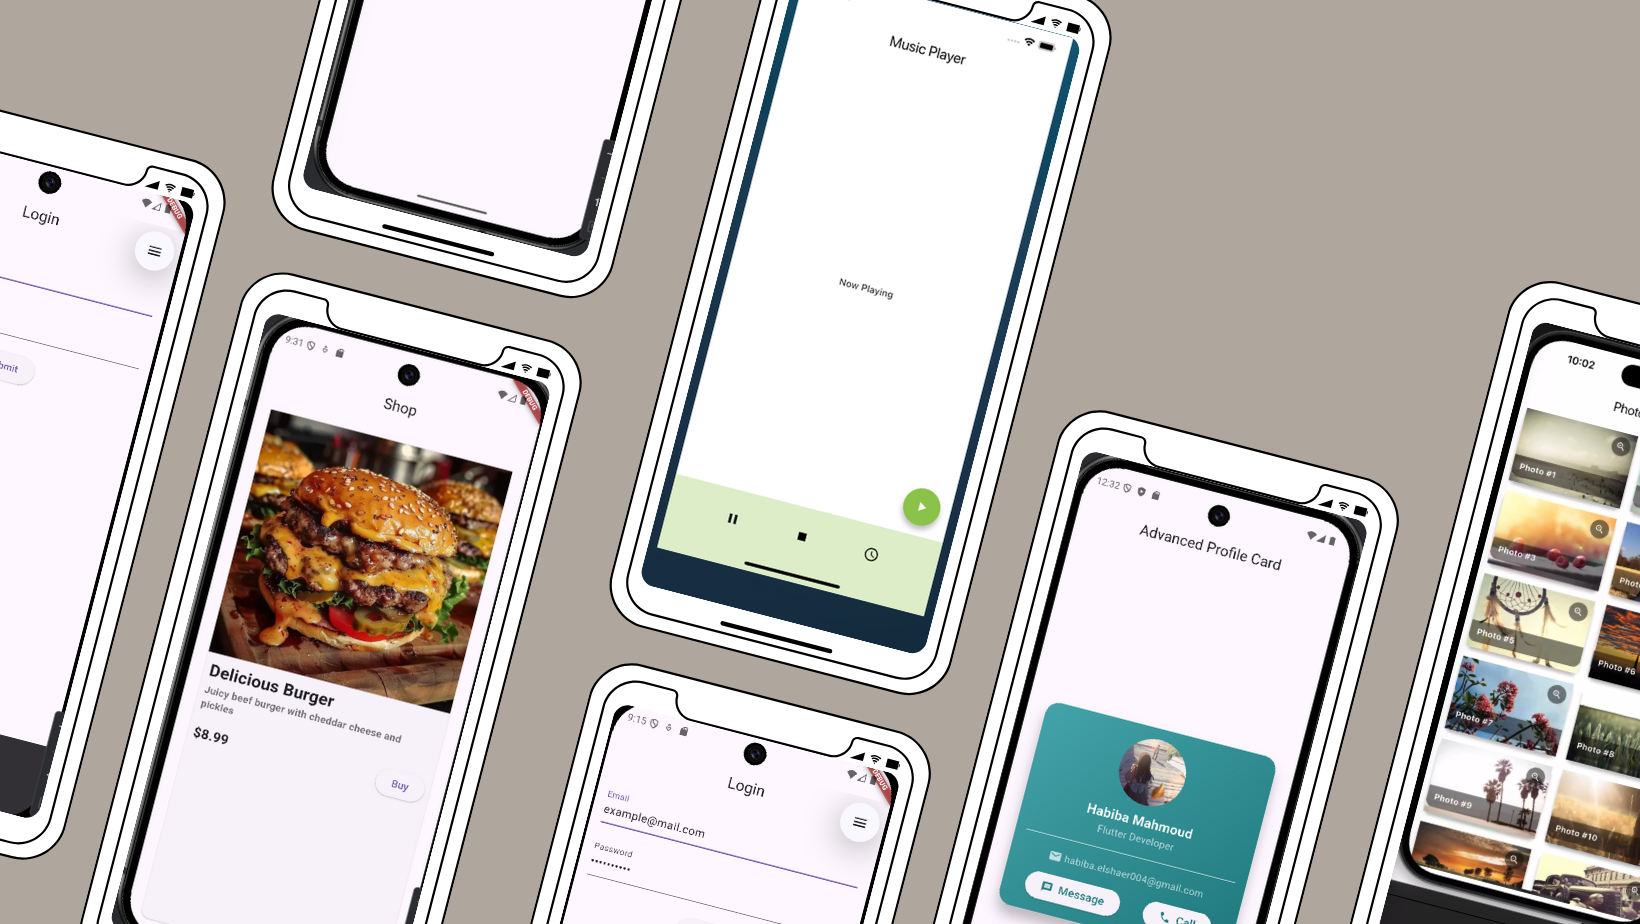 Login
DEBUG
bmit
9:31
DEBUG
Shop
Delicious Burger
Juicy beef burger with cheddar cheese and
pickles
$8.99
Buy
Music Player
Now Playing
9:15
DEBUG
Login
Email
example@mail.com
Password
12:32
Advanced Profile Card
Habiba Mahmoud
Flutter Developer
habiba.elshaer004@gmail.com
Message
Call
10:02
Photo
Photo #1
Photo #3
Photo
Photo #5
Photo #6
Photo #7
Photo #8
Photo #9
Photo #10